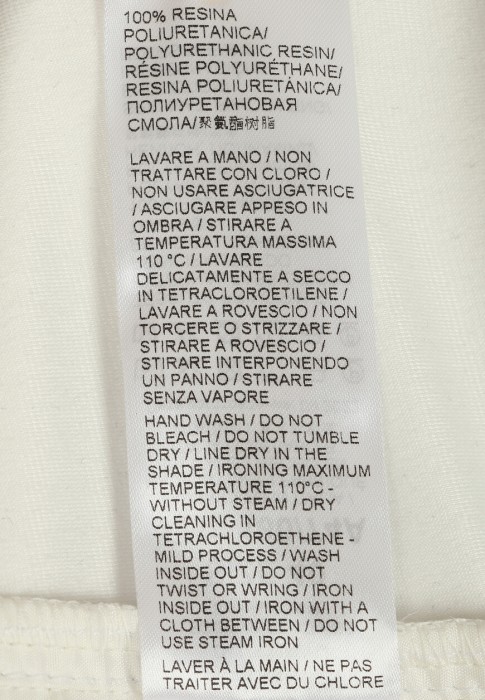 100% RESINA
POLIURETANICA/
POLYURETHANIC RESIN/
RÉSINE POLYURÉTHANE/
RESINA POLIURETÁNICA/
ПОЛИУРЕТАНОВАЯ
СМОЛА/聚氨酯树脂
LAVARE A MANO / NON
TRATTARE CON CLORO /
NON USARE ASCIUGATRICE
/ ASCIUGARE APPESO IN
OMBRA / STIRARE A
TEMPERATURA MASSIMA
110 °C / LAVARE
DELICATAMENTE A SECCO
IN TETRACLOROETILENE /
LAVARE A ROVESCIO / NON
TORCERE O STRIZZARE /
STIRARE A ROVESCIO /
STIRARE INTERPONENDO
UN PANNO / STIRARE
SENZA VAPORE
HAND WASH / DO NOT
BLEACH / DO NOT TUMBLE
DRY / LINE DRY IN THE
SHADE / IRONING MAXIMUM
TEMPERATURE 110°C -
WITHOUT STEAM / DRY
CLEANING IN
TETRACHLOROETHENE -
MILD PROCESS / WASH
INSIDE OUT / DO NOT
TWIST OR WRING / IRON
INSIDE OUT / IRON WITH A
CLOTH BETWEEN / DO NOT
USE STEAM IRON
LAVER À LA MAIN / NE PAS
TRAITER AVEC DU CHLORE